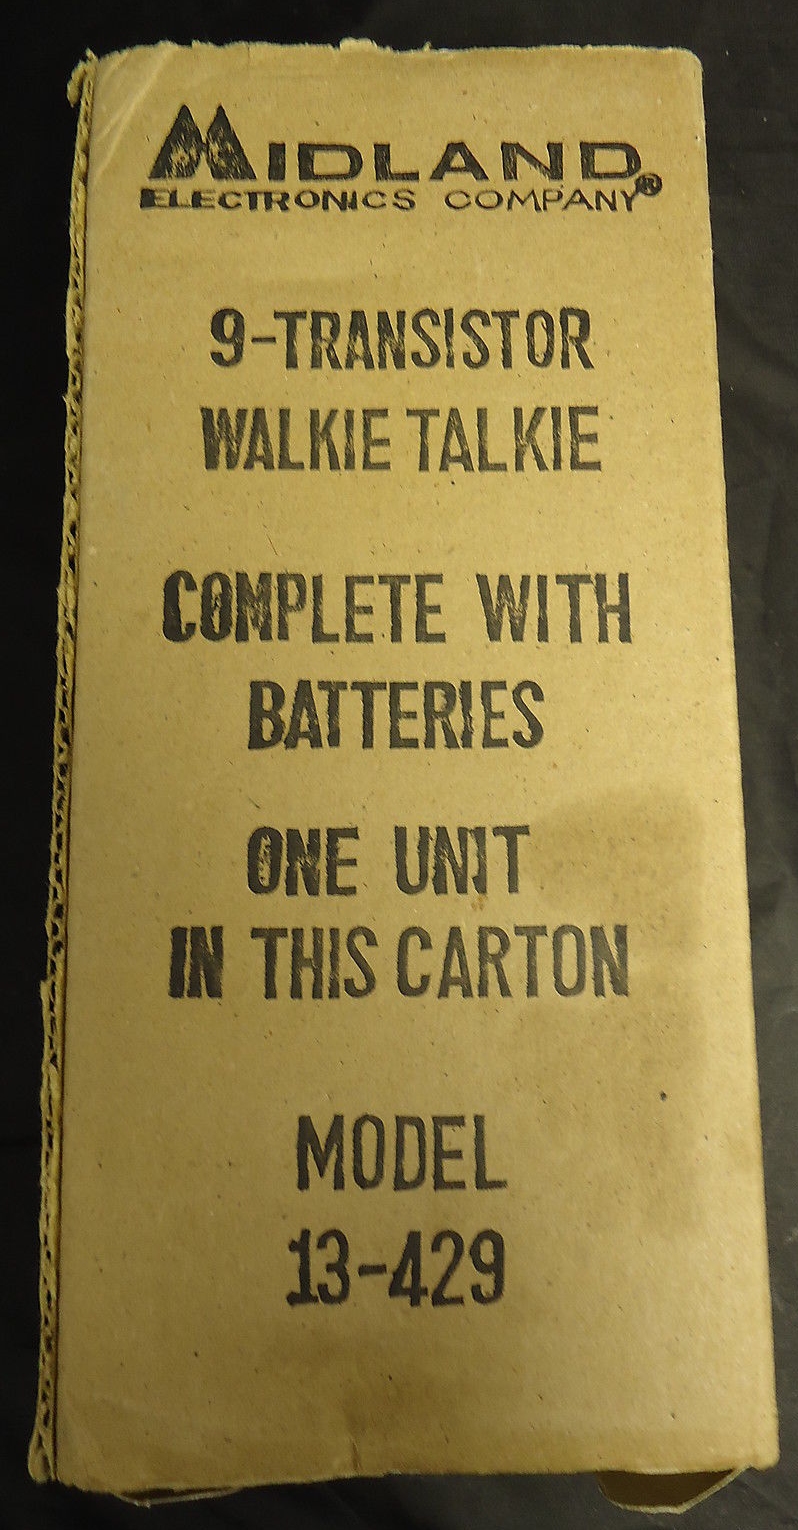 MIDLAND®
ELECTRONICS COMPANY
9-TRANSISTOR
WALKIE TALKIE
COMPLETE WITH
BATTERIES
ONE UNIT
IN THIS CARTON
MODEL
13-429